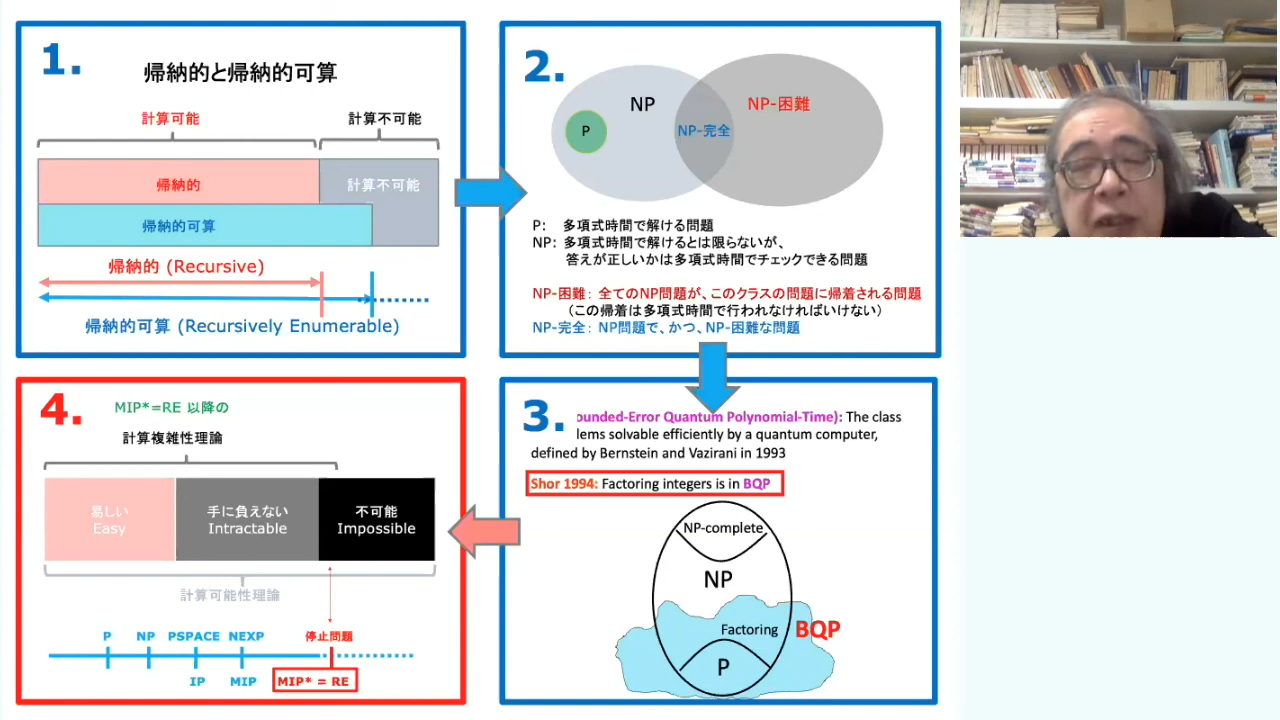 1.
帰納的と帰納的可算
計算可能
計算不可能
帰納的
計算不可能
帰納的可算
帰納的 (Recursive)
帰納的可算 (Recursively Enumerable)
2.
NP
NP-困難
P
NP-完全
P: 多項式時間で解ける問題
NP: 多項式時間で解けるとは限らないが、
答えが正しいかは多項式時間でチェックできる問題
NP-困難: 全てのNP問題が、このクラスの問題に帰着される問題
（この帰着は多項式時間で行われなければいけない）
NP-完全: NP問題で、かつ、NP-困難な問題
3.
ounded-Error Quantum Polynomial-Time): The class
lems solvable efficiently by a quantum computer,
defined by Bernstein and Vazirani in 1993
Shor 1994: Factoring integers is in BQP
NP-complete
NP
Factoring
BQP
P
4.
MIP*=RE 以降の
計算複雑性理論
易しい
Easy
手に負えない
Intractable
不可能
Impossible
計算可能性理論
P NP PSPACE NEXP 停止問題
IP MIP MIP* = RE